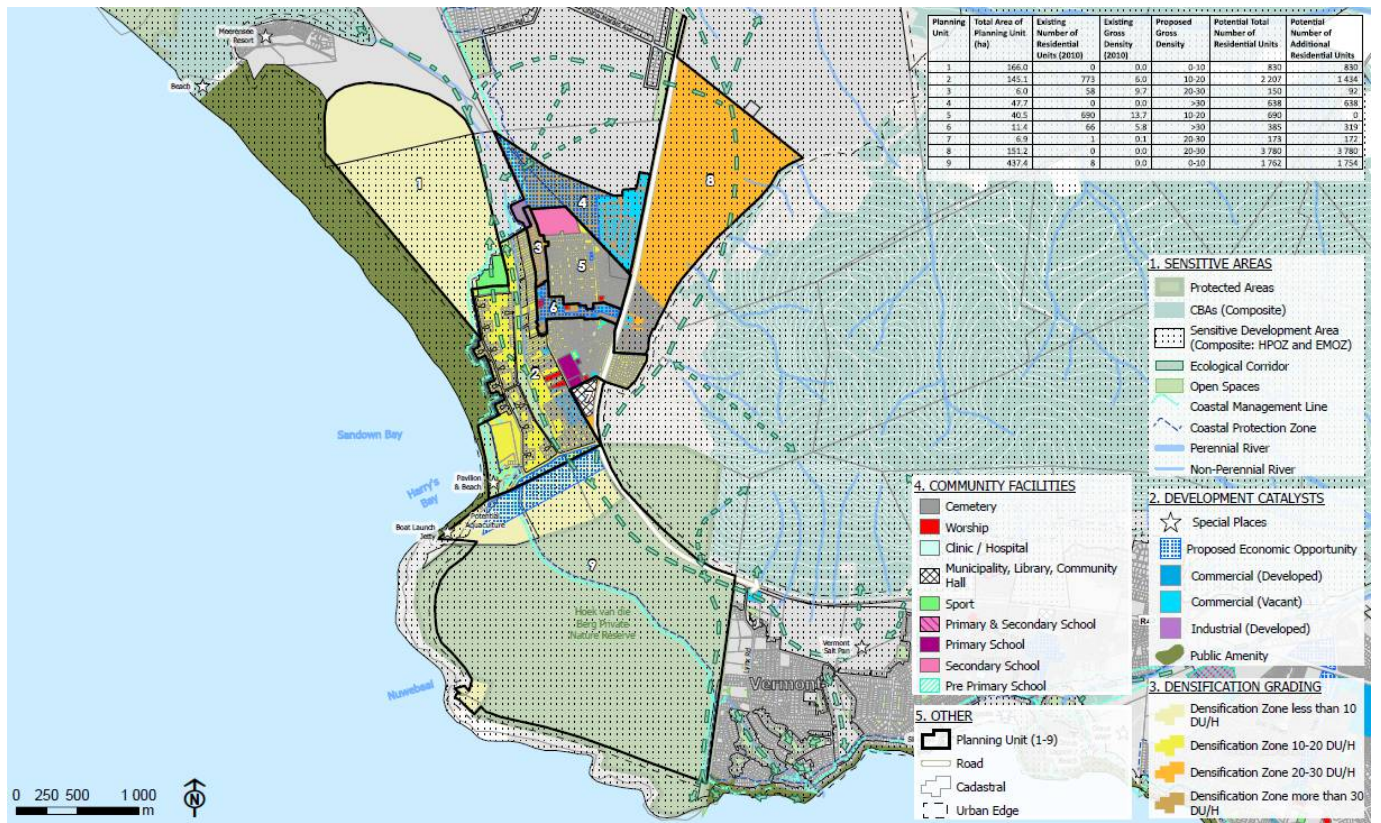 Meerensee
Resort
Beach
Planning Unit | Total Area of Planning Unit (ha) | Existing Number of Residential Units (2010) | Existing Gross Density (2010) | Proposed Gross Density | Potential Total Number of Residential Units | Potential Number of Additional Residential Units
1 166.0 0 0.0 0-10 830 830
2 145.1 773 6.0 10-20 2 207 1 434
3 6.0 58 9.7 20-30 150 92
4 47.7 0 0.0 >30 638 638
5 40.5 690 13.7 10-20 690 0
6 11.4 66 5.8 >30 385 319
7 6.9 1 0.1 20-30 173 172
8 151.2 0 0.0 20-30 3 780 3 780
9 437.4 8 0.0 0-10 1 762 1 754
1
8
4
3
5
6
2
9
Sandown Bay
Harry's
Bay
Pavilion
& Beach
Potential
Aquaculture
Boat Launch
Jetty
Hoek van die
Berg Private
Nature Reserve
Nuwebaai
Vermont
Salt Pan
Vermont
1. SENSITIVE AREAS
Protected Areas
CBAs (Composite)
Sensitive Development Area
(Composite: HPOZ and EMOZ)
Ecological Corridor
Open Spaces
Coastal Management Line
Coastal Protection Zone
Perennial River
Non-Perennial River
2. DEVELOPMENT CATALYSTS
Special Places
Proposed Economic Opportunity
Commercial (Developed)
Commercial (Vacant)
Industrial (Developed)
Public Amenity
3. DENSIFICATION GRADING
Densification Zone less than 10
DU/H
Densification Zone 10-20 DU/H
Densification Zone 20-30 DU/H
Densification Zone more than 30
DU/H
4. COMMUNITY FACILITIES
Cemetery
Worship
Clinic / Hospital
Municipality, Library, Community
Hall
Sport
Primary & Secondary School
Primary School
Secondary School
Pre Primary School
5. OTHER
Planning Unit (1-9)
Road
Cadastral
Urban Edge
0 250 500 1 000
m
N